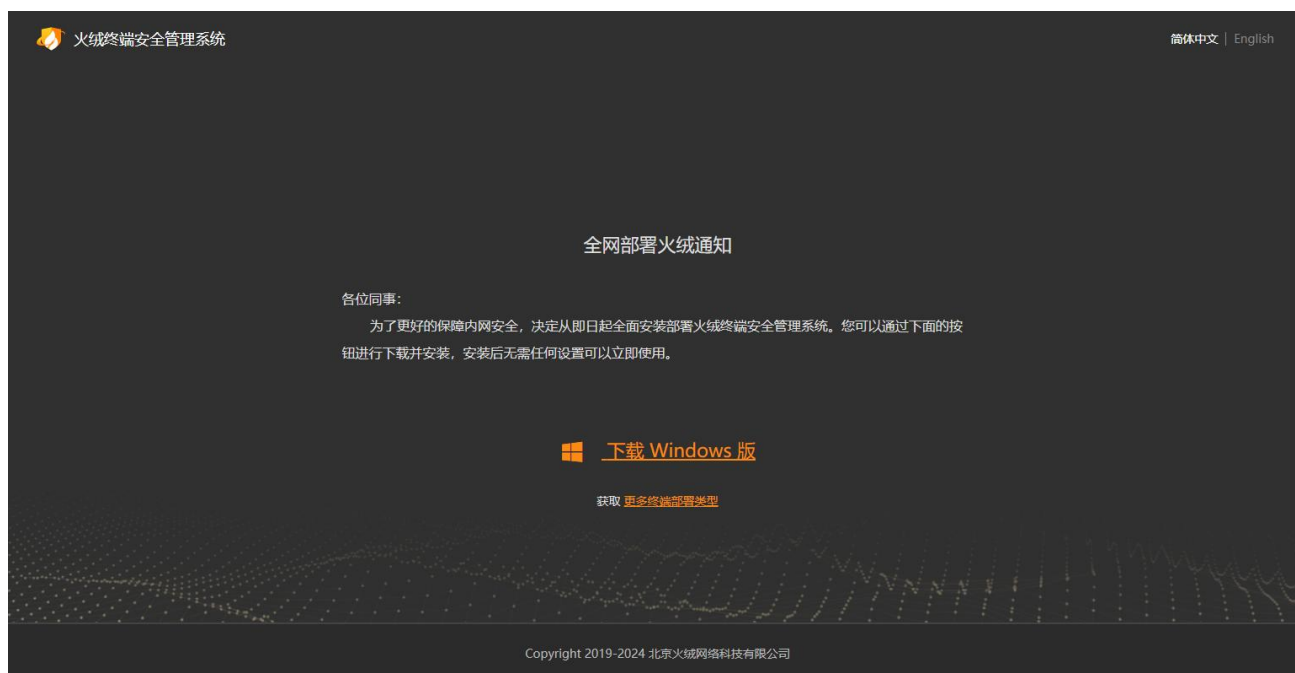 火绒终端安全管理系统
简体中文 | English
全网部署火绒通知
各位同事：
为了更好的保障内网安全，决定从即日起全面安装部署火绒终端安全管理系统。您可以通过下面的按
钮进行下载并安装，安装后无需任何设置可以立即使用。
下载 Windows 版
获取 更多终端部署类型
Copyright 2019-2024 北京火绒网络科技有限公司